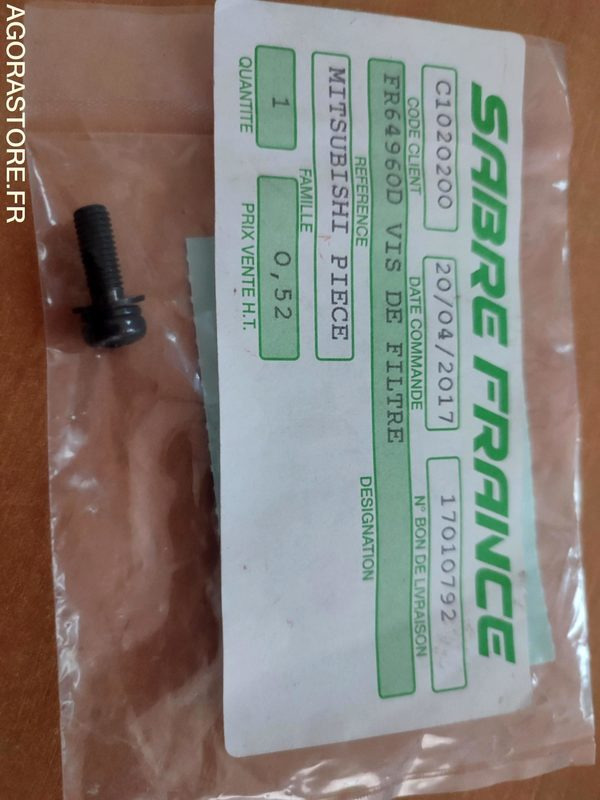 SABRE FRANCE
C1020200 20/04/2017 17010792
CODE CLIENT DATE COMMANDE N° BON DE LIVRAISON
FR64960D VIS DE FILTRE
REFERENCE DESIGNATION
MITSUBISHI PIECE
FAMILLE
1 0,52
QUANTITE PRIX VENTE H.T.
AGORASTORE.FR